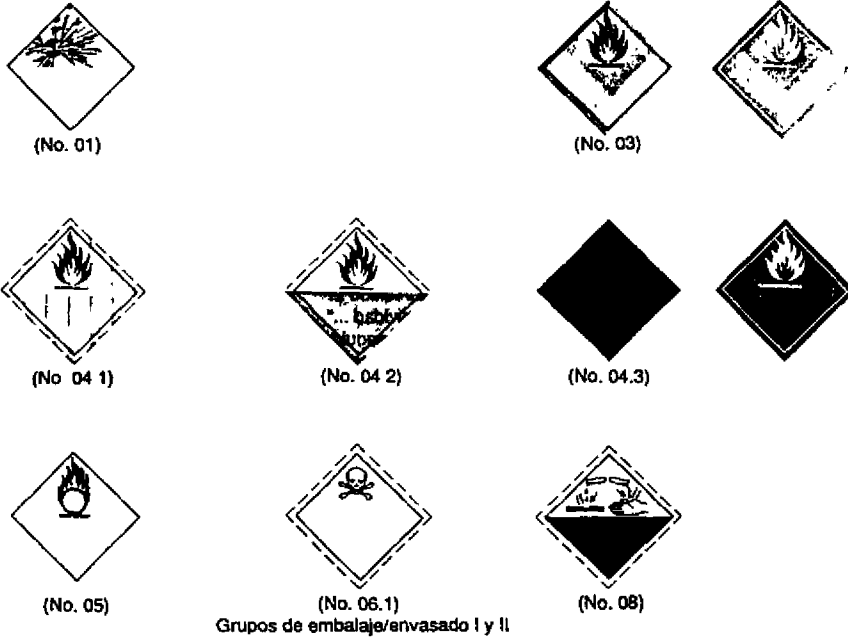 (No. 01)
(No. 03)
(No 04 1)
(No. 04 2)
(No. 04.3)
(No. 05)
(No. 06.1)
(No. 08)
Grupos de embalaje/envasado I y II